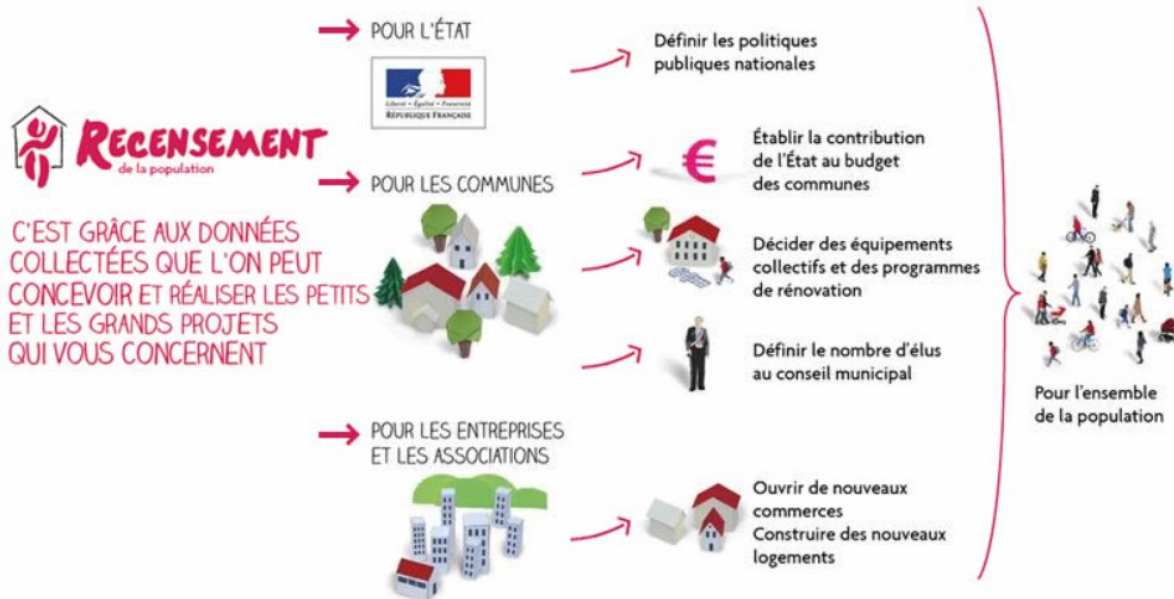 POUR L'ÉTAT
Liberté • Égalité • Fraternité
RÉPUBLIQUE FRANÇAISE
Définir les politiques
publiques nationales
RECENSEMENT
de la population
C'EST GRÂCE AUX DONNÉES
COLLECTÉES QUE L'ON PEUT
CONCEVOIR ET RÉALISER LES PETITS
ET LES GRANDS PROJETS
QUI VOUS CONCERNENT
POUR LES COMMUNES
€
Établir la contribution
de l'État au budget
des communes
Décider des équipements
collectifs et des programmes
de rénovation
Définir le nombre d'élus
au conseil municipal
POUR LES ENTREPRISES
ET LES ASSOCIATIONS
Ouvrir de nouveaux
commerces
Construire des nouveaux
logements
Pour l'ensemble
de la population